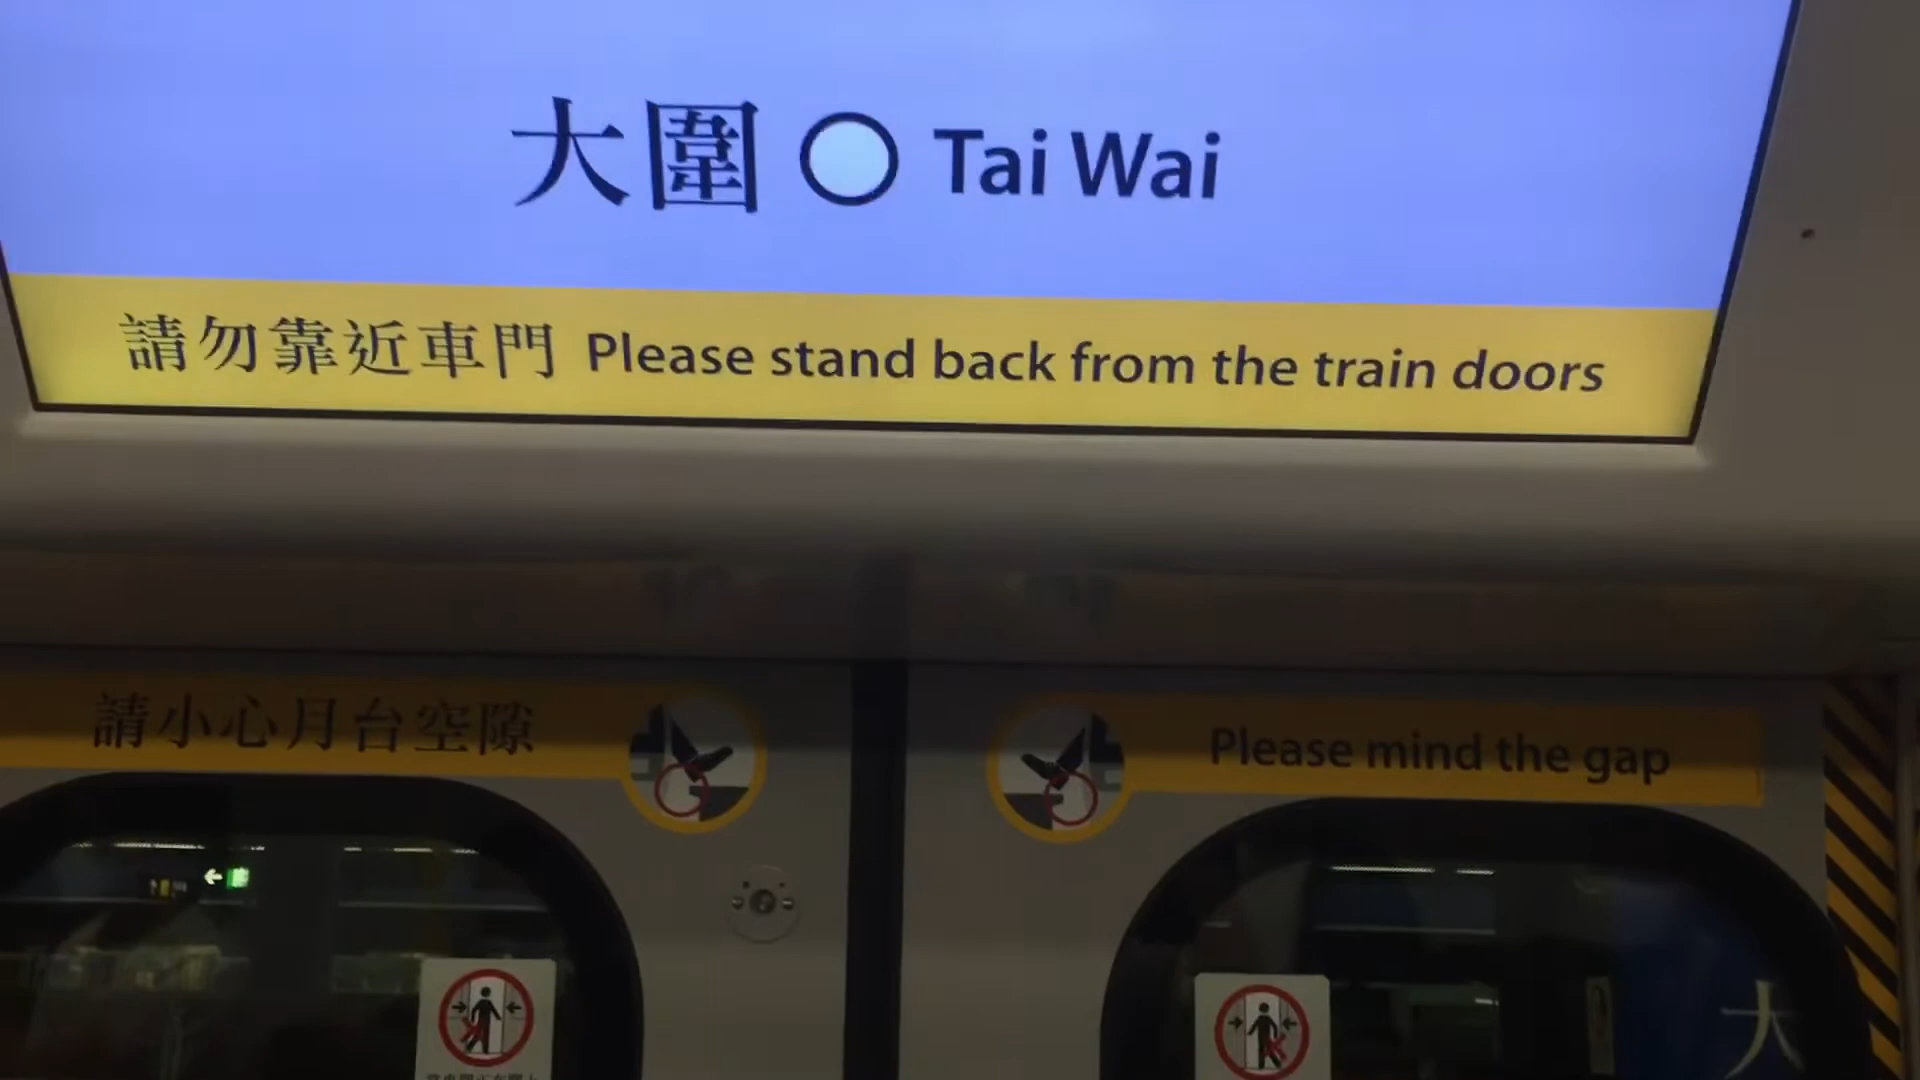 大圍 Tai Wai
請勿靠近車門 Please stand back from the train doors
請小心月台空隙
Please mind the gap
大